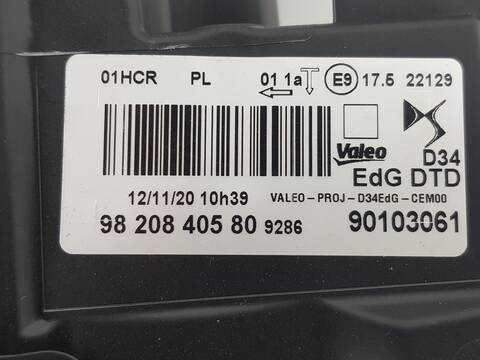 01HCR PL 01 1a E9 17.5 22129
Valeo D34
EdG DTD
12/11/20 10h39 VALEO-PROJ-D34EdG-CEM00
98 208 405 80 9286 90103061